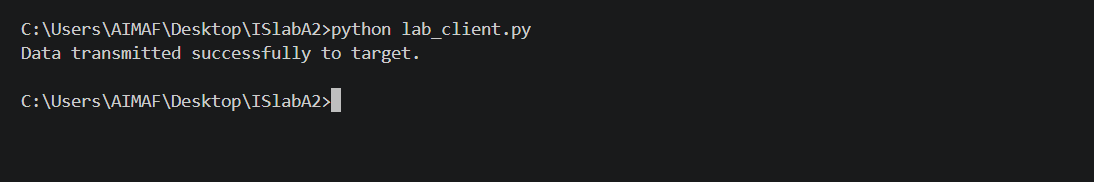 C:\Users\AIMAF\Desktop\ISlabA2>python lab_client.py
Data transmitted successfully to target.
C:\Users\AIMAF\Desktop\ISlabA2>